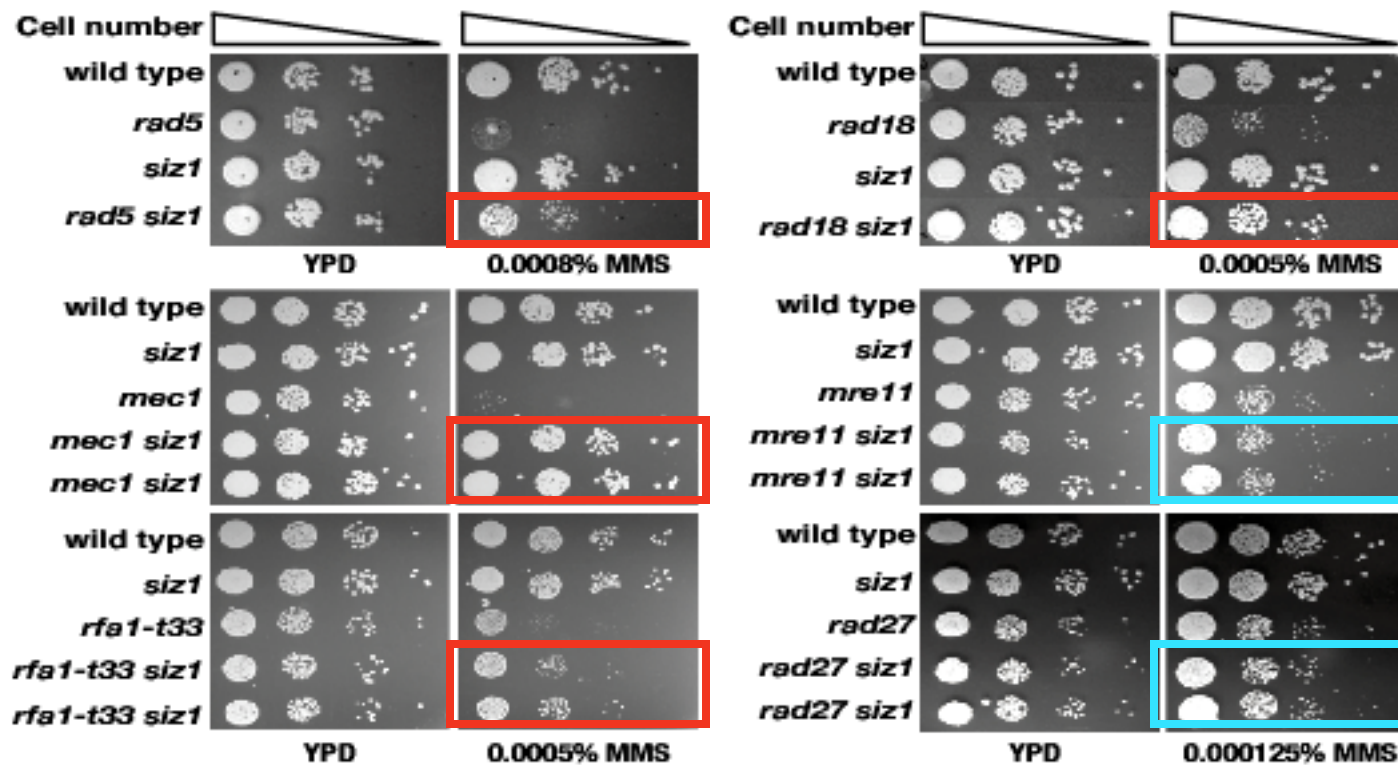 Cell number
wild type
rad5
siz1
rad5 siz1
YPD 0.0008% MMS
Cell number
wild type
rad18
siz1
rad18 siz1
YPD 0.0005% MMS
wild type
siz1
mec1
mec1 siz1
mec1 siz1
wild type
siz1
mre11
mre11 siz1
mre11 siz1
wild type
siz1
rfa1-t33
rfa1-t33 siz1
rfa1-t33 siz1
YPD 0.0005% MMS
wild type
siz1
rad27
rad27 siz1
rad27 siz1
YPD 0.000125% MMS